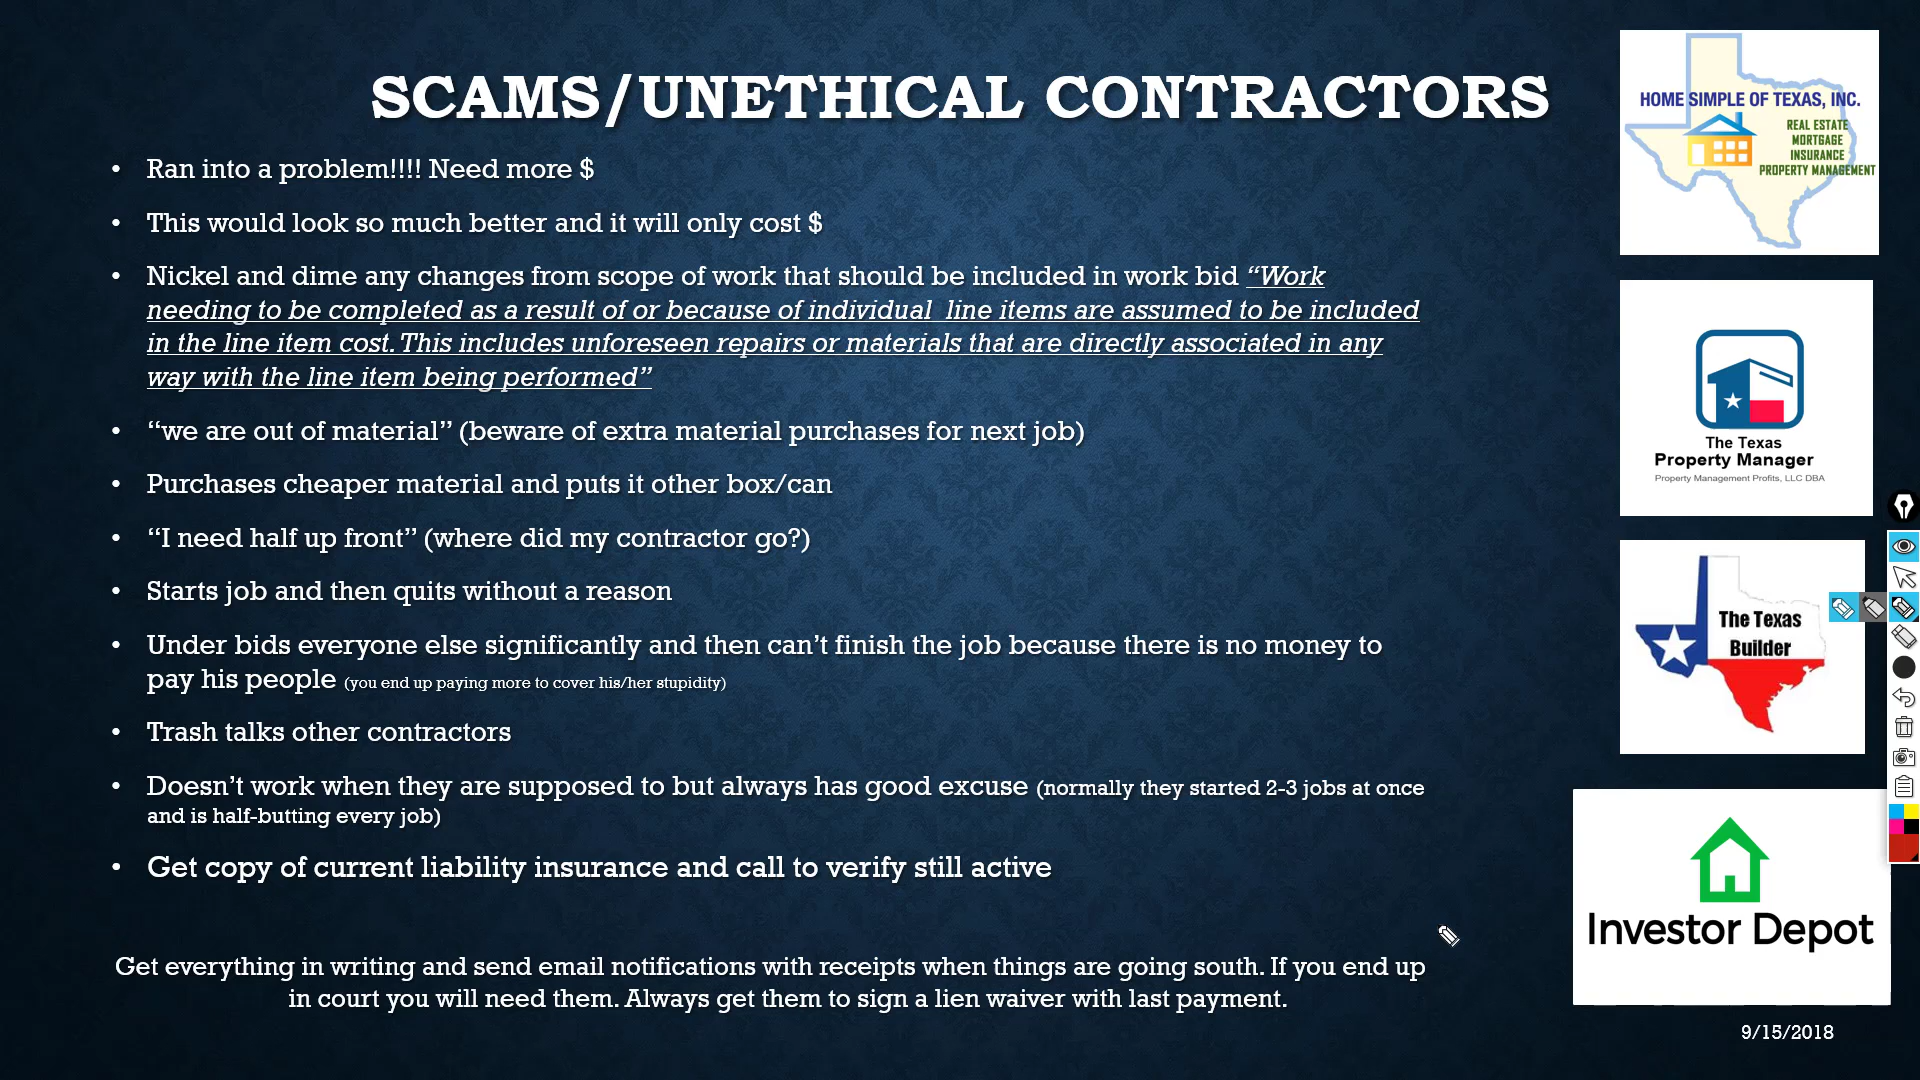 SCAMS/UNETHICAL CONTRACTORS
• Ran into a problem!!!! Need more $
• This would look so much better and it will only cost $
• Nickel and dime any changes from scope of work that should be included in work bid “Work
needing to be completed as a result of or because of individual line items are assumed to be included
in the line item cost. This includes unforeseen repairs or materials that are directly associated in any
way with the line item being performed”
• “we are out of material” (beware of extra material purchases for next job)
• Purchases cheaper material and puts it other box/can
• “I need half up front” (where did my contractor go?)
• Starts job and then quits without a reason
• Under bids everyone else significantly and then can’t finish the job because there is no money to
pay his people (you end up paying more to cover his/her stupidity)
• Trash talks other contractors
• Doesn’t work when they are supposed to but always has good excuse (normally they started 2-3 jobs at once
and is half-butting every job)
• Get copy of current liability insurance and call to verify still active
Get everything in writing and send email notifications with receipts when things are going south. If you end up
in court you will need them. Always get them to sign a lien waiver with last payment.
HOME SIMPLE OF TEXAS, INC.
REAL ESTATE
MORTGAGE
INSURANCE
PROPERTY MANAGEMENT
The Texas
Property Manager
Property Management Profits, LLC DBA
The Texas
Builder
Investor Depot
9/15/2018